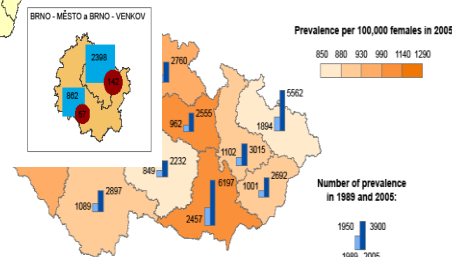 BRNO - MĚSTO a BRNO - VENKOV
2398
862
Prevalence per 100,000 females in 2005
850 880 930 990 1140 1290
2760
962 2555
5562
1894
1102 3015
849 2232
1001 2692
1089 2897
2457 6197
Number of prevalence
in 1989 and 2005:
1950 3900
1989 2005